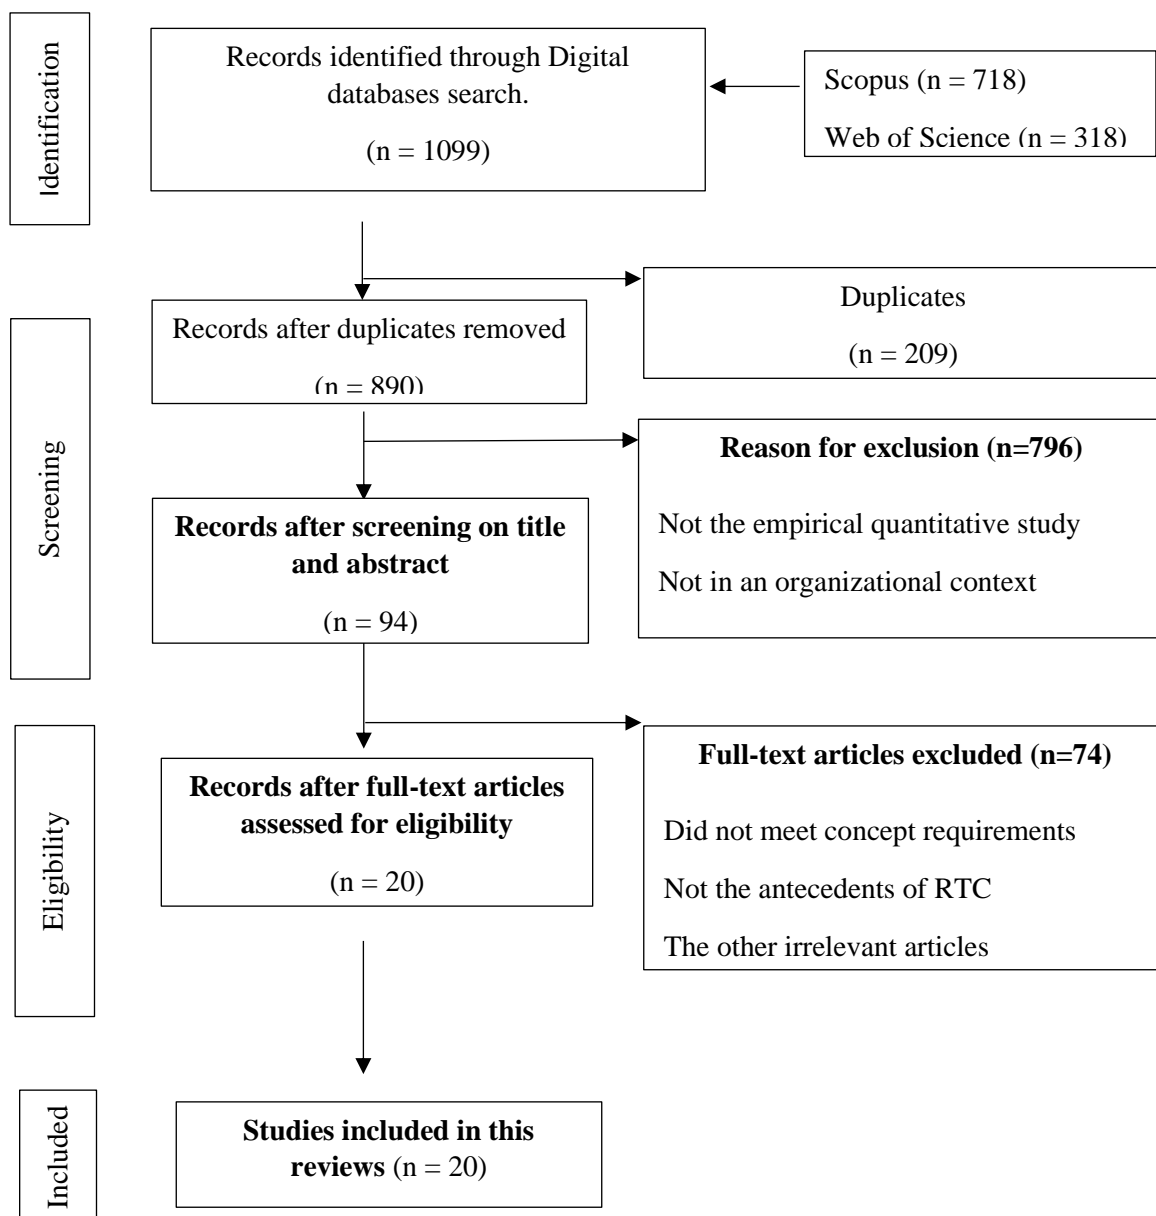 Identification
Records identified through Digital
databases search.
(n = 1099)
Scopus (n = 718)
Web of Science (n = 318)
Screening
Records after duplicates removed
(n = 890)
Duplicates
(n = 209)
Records after screening on title
and abstract
(n = 94)
Reason for exclusion (n=796)
Not the empirical quantitative study
Not in an organizational context
Eligibility
Records after full-text articles
assessed for eligibility
(n = 20)
Full-text articles excluded (n=74)
Did not meet concept requirements
Not the antecedents of RTC
The other irrelevant articles
Included
Studies included in this
reviews (n = 20)